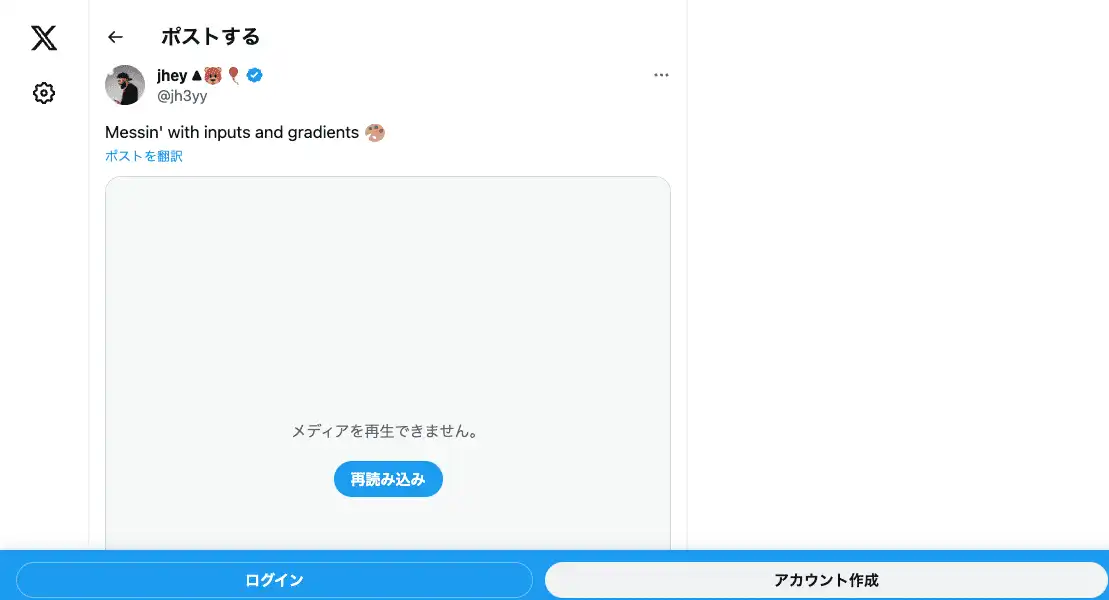 ポストする
jhey ▲🐻🎈
@jh3yy
Messin' with inputs and gradients 🎨
ポストを翻訳
メディアを再生できません。
再読み込み
ログイン
アカウント作成